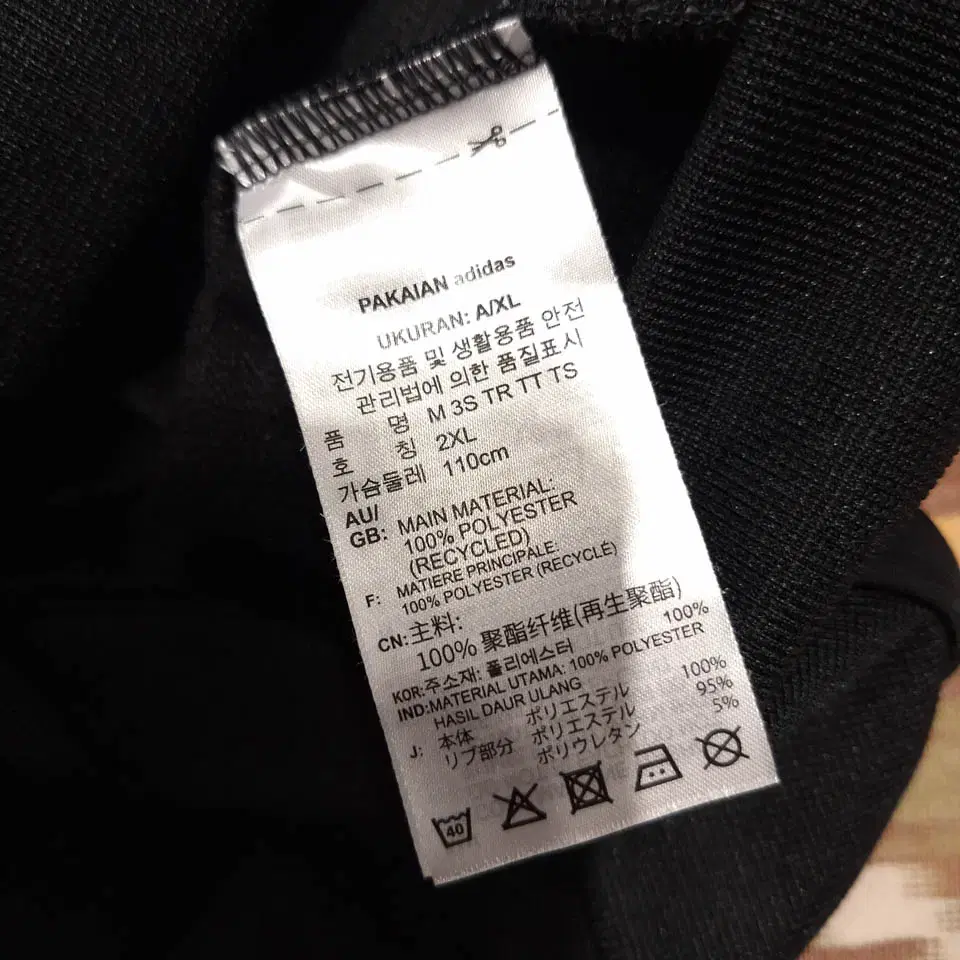 PAKAIAN adidas
UKURAN: A/XL
전기용품 및 생활용품 안전
관리법에 의한 품질표시
품 명 M 3S TR TT TS
호 칭 2XL
가슴둘레 110cm
AU/
GB: MAIN MATERIAL:
100% POLYESTER
(RECYCLED)
F: MATIERE PRINCIPALE:
100% POLYESTER (RECYCLÉ)
CN: 主料:
100% 聚酯纤维(再生聚酯)
KOR: 주소재: 폴리에스터 100%
IND: MATERIAL UTAMA: 100% POLYESTER
HASIL DAUR ULANG
J: 本体 ポリエステル 100%
リブ部分 ポリエステル 95%
ポリウレタン 5%
40